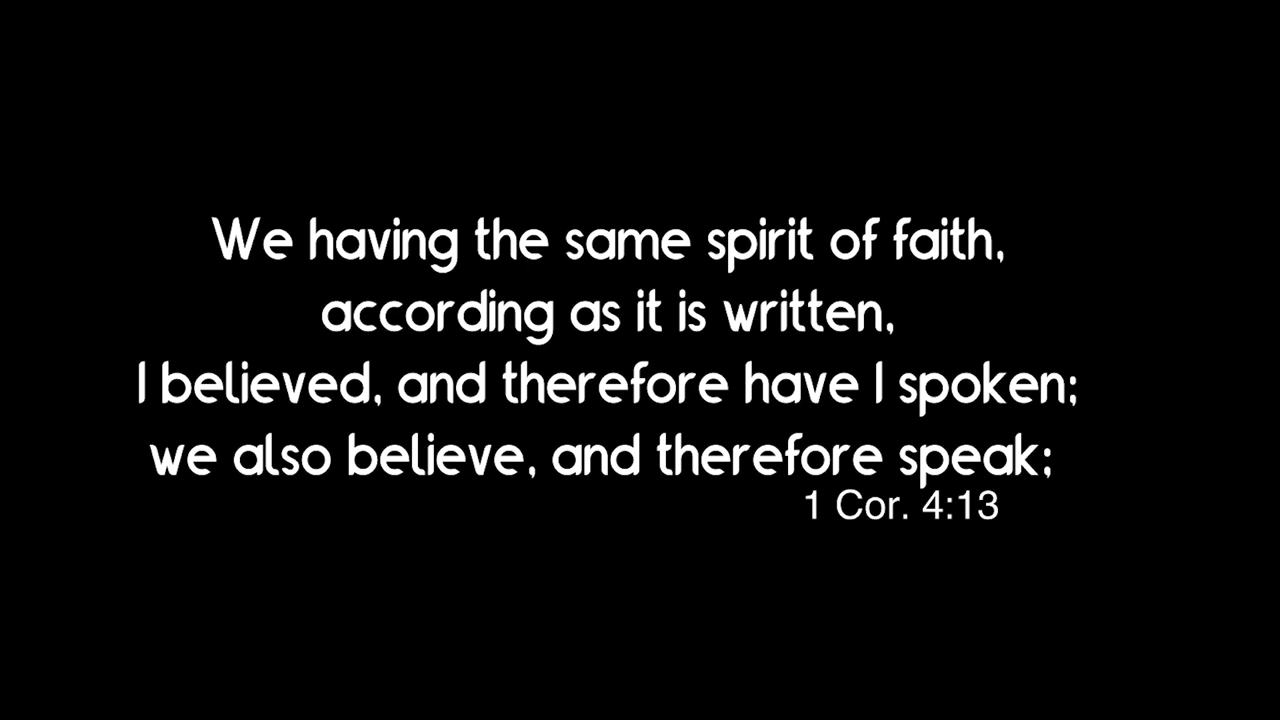 We having the same spirit of faith,
according as it is written,
I believed, and therefore have I spoken;
we also believe, and therefore speak;
1 Cor. 4:13